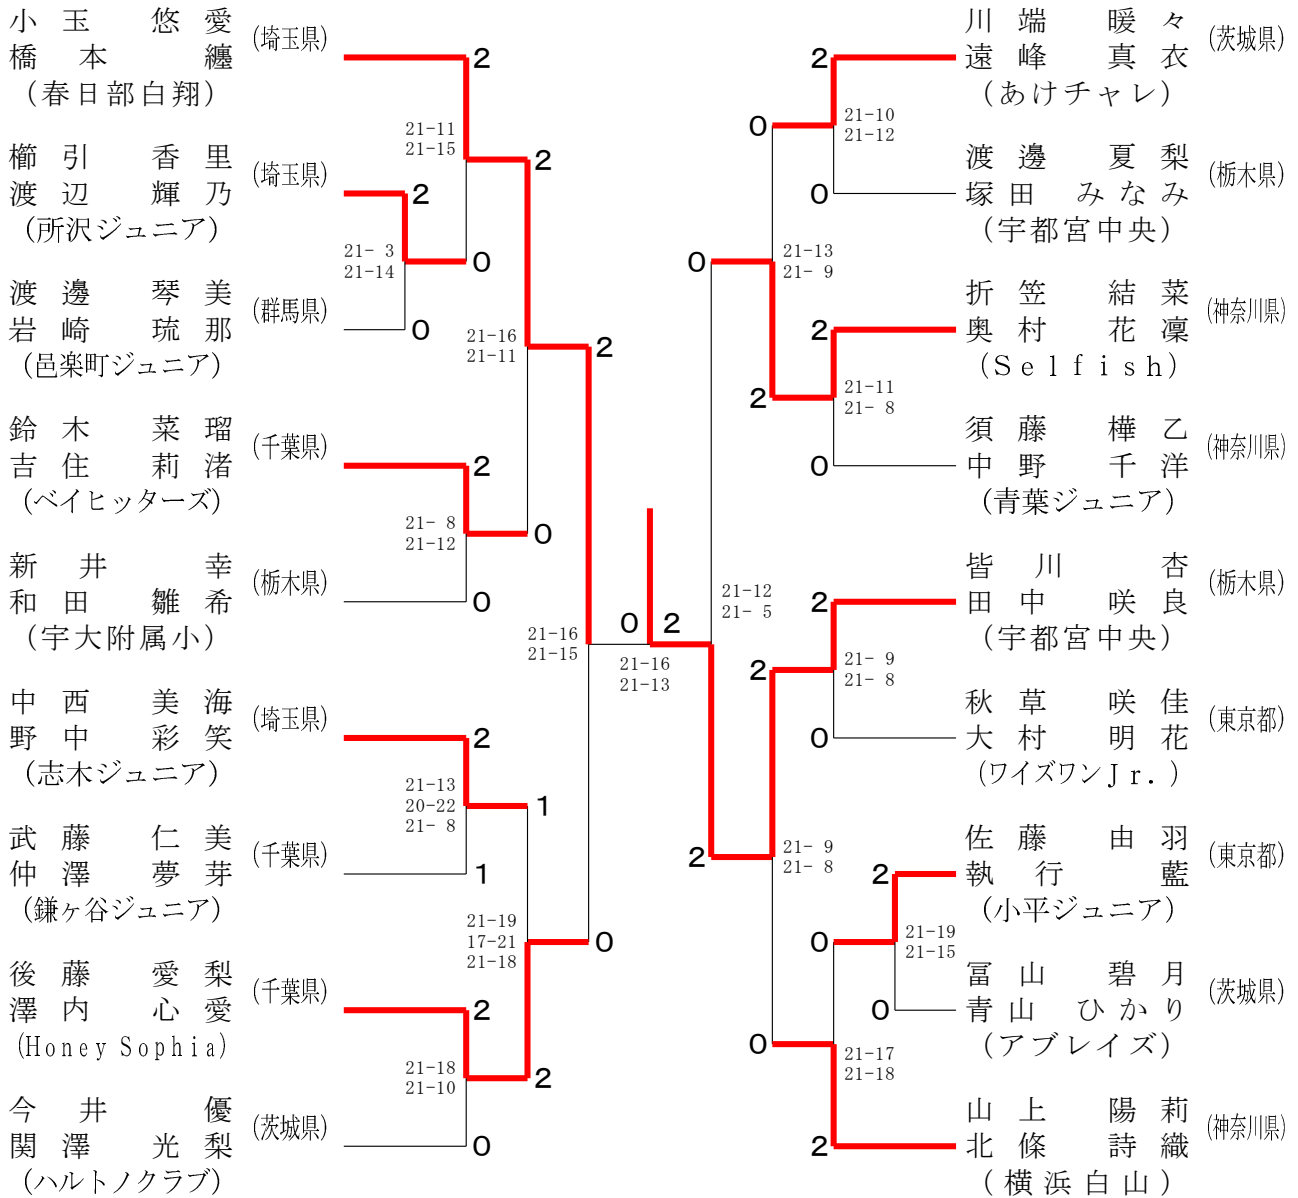 小玉　悠愛
橋本　纏
(埼玉県)
(春日部白翔)
櫛引　香里
渡辺　輝乃
(埼玉県)
(所沢ジュニア)
渡邊　琴美
岩崎　琉那
(群馬県)
(邑楽町ジュニア)
鈴木　菜瑠
吉住　莉渚
(千葉県)
(ベイヒッターズ)
新井　幸
和田　雛希
(栃木県)
(宇大附属小)
中西　美海
野中　彩笑
(埼玉県)
(志木ジュニア)
武藤　仁美
仲澤　夢芽
(千葉県)
(鎌ヶ谷ジュニア)
後藤　愛梨
澤内　心愛
(千葉県)
(Honey Sophia)
今井　優
関澤　光梨
(茨城県)
(ハルトノクラブ)
2
21-11
21-15
2
2
21- 3
21-14
0
0
21-16
21-11
2
2
21- 8
21-12
0
0
21-16
21-15
2
21-13
20-22
21- 8
1
1
21-19
17-21
21-18
0
2
21-18
21-10
2
0
0
2
21-16
21-13
2
0
21-10
21-12
0
21-13
21- 9
0
2
2
21-11
21- 8
0
21-12
21- 5
2
2
21- 9
21- 8
0
21- 9
21- 8
2
2
0
21-19
21-15
0
0
21-17
21-18
2
川端　暖々
遠峰　真衣
(茨城県)
(あけチャレ)
渡邊　夏梨
塚田　みなみ
(栃木県)
(宇都宮中央)
折笠　結菜
奥村　花凜
(神奈川県)
(Selfish)
須藤　樺乙
中野　千洋
(神奈川県)
(青葉ジュニア)
皆川　杏
田中　咲良
(栃木県)
(宇都宮中央)
秋草　咲佳
大村　明花
(東京都)
(ワイズワンJr.)
佐藤　由羽
執行　藍
(東京都)
(小平ジュニア)
冨山　碧月
青山　ひかり
(茨城県)
(アブレイズ)
山上　陽莉
北條　詩織
(神奈川県)
(横浜白山)